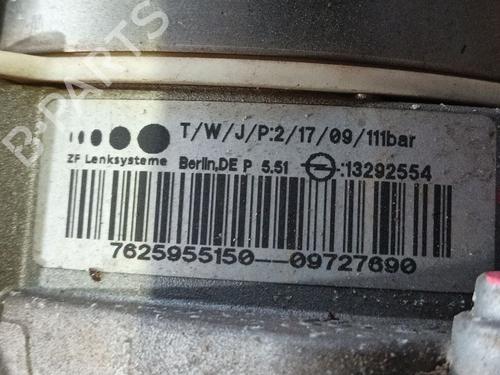 T/W/J/P:2/17/09/111bar
ZF Lenksysteme Berlin,DE P 5.51 :13292554
7625955150--09727690
B-PARTS